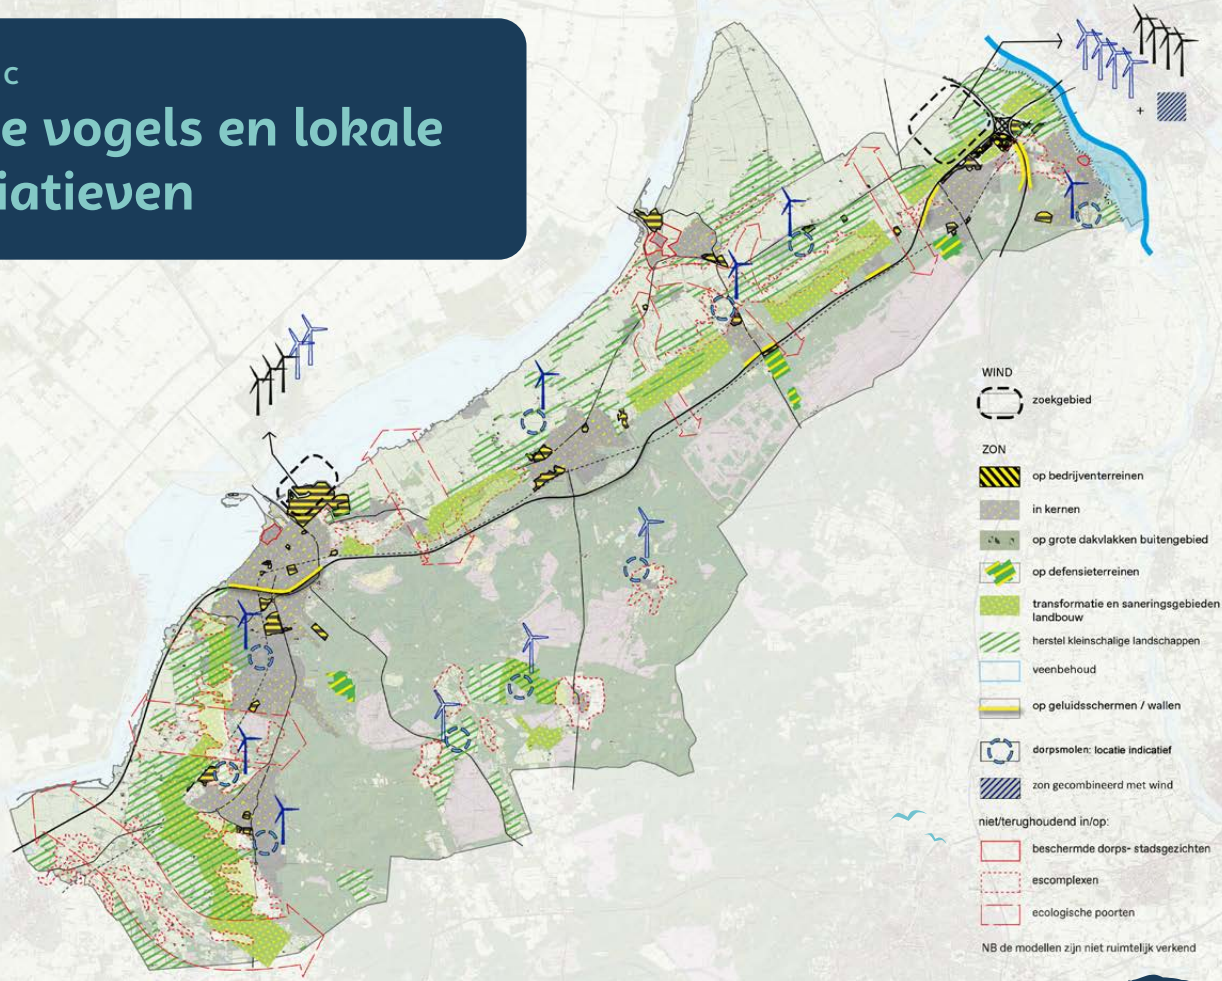 C
e vogels en lokale
iatieven
+
WIND
zoekgebied
ZON
op bedrijventerreinen
in kernen
op grote dakvlakken buitengebied
op defensieterreinen
transformatie en saneringsgebieden
landbouw
herstel kleinschalige landschappen
veenbehoud
op geluidsschermen / wallen
dorpsmolen: locatie indicatief
zon gecombineerd met wind
niet/terughoudend in/op:
beschermde dorps- stadsgezichten
escomplexen
ecologische poorten
NB de modellen zijn niet ruimtelijk verkend